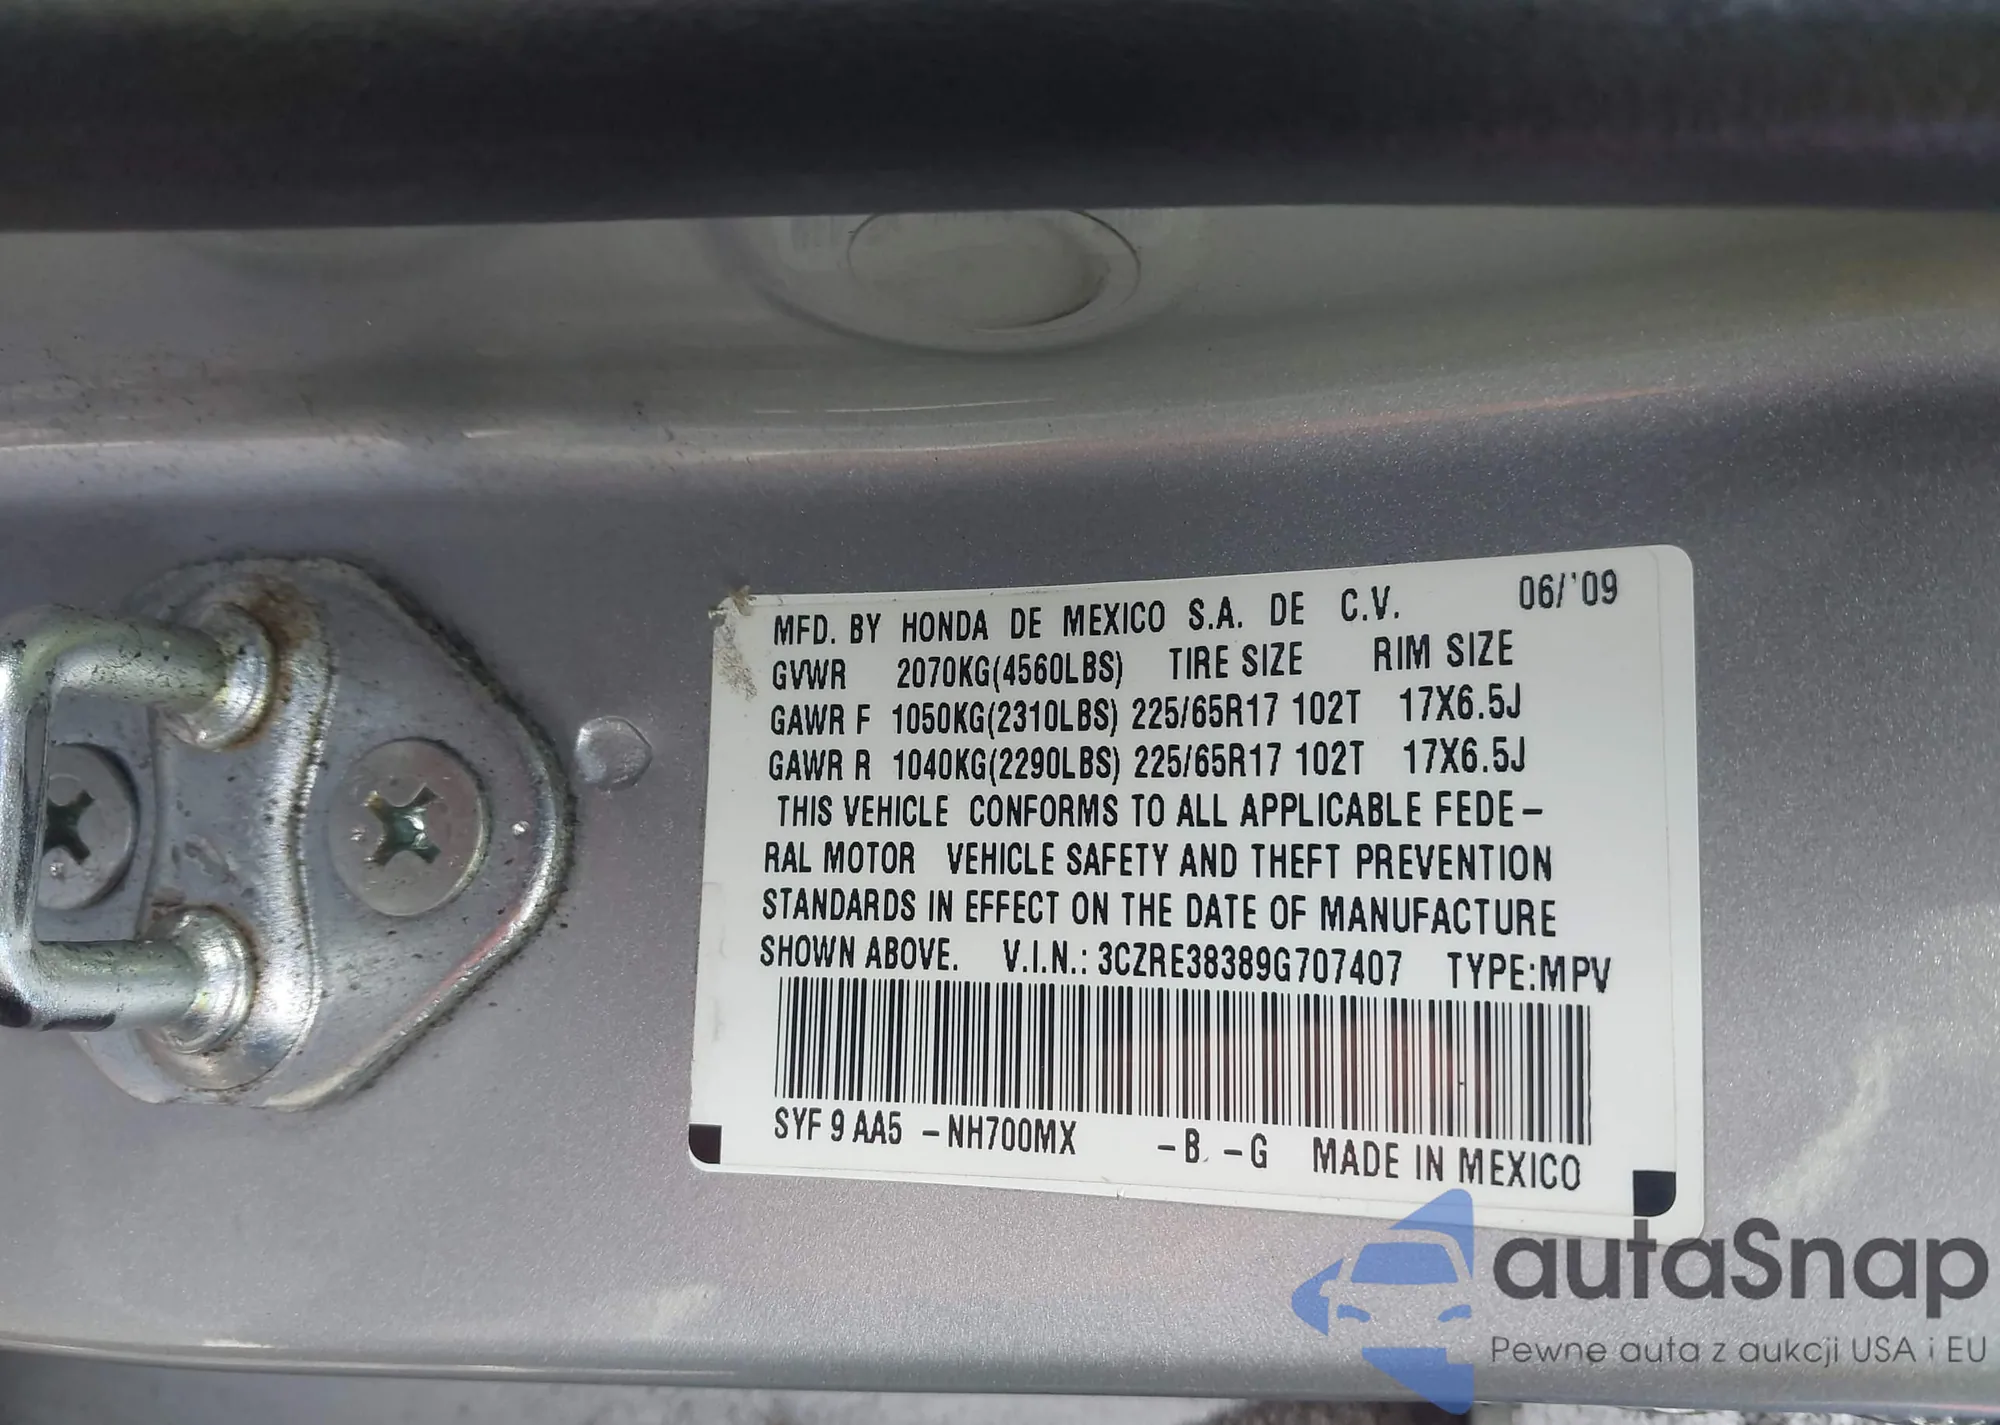 MFD. BY HONDA DE MEXICO S.A. DE C.V. 06/'09
GVWR 2070KG(4560LBS) TIRE SIZE RIM SIZE
GAWR F 1050KG(2310LBS) 225/65R17 102T 17X6.5J
GAWR R 1040KG(2290LBS) 225/65R17 102T 17X6.5J
THIS VEHICLE CONFORMS TO ALL APPLICABLE FEDE-
RAL MOTOR VEHICLE SAFETY AND THEFT PREVENTION
STANDARDS IN EFFECT ON THE DATE OF MANUFACTURE
SHOWN ABOVE. V.I.N.: 3CZRE38389G707407 TYPE:MPV
SYF 9 AA5 -NH700MX -B -G MADE IN MEXICO
autaSnap
Pewne auta z aukcji USA i EU